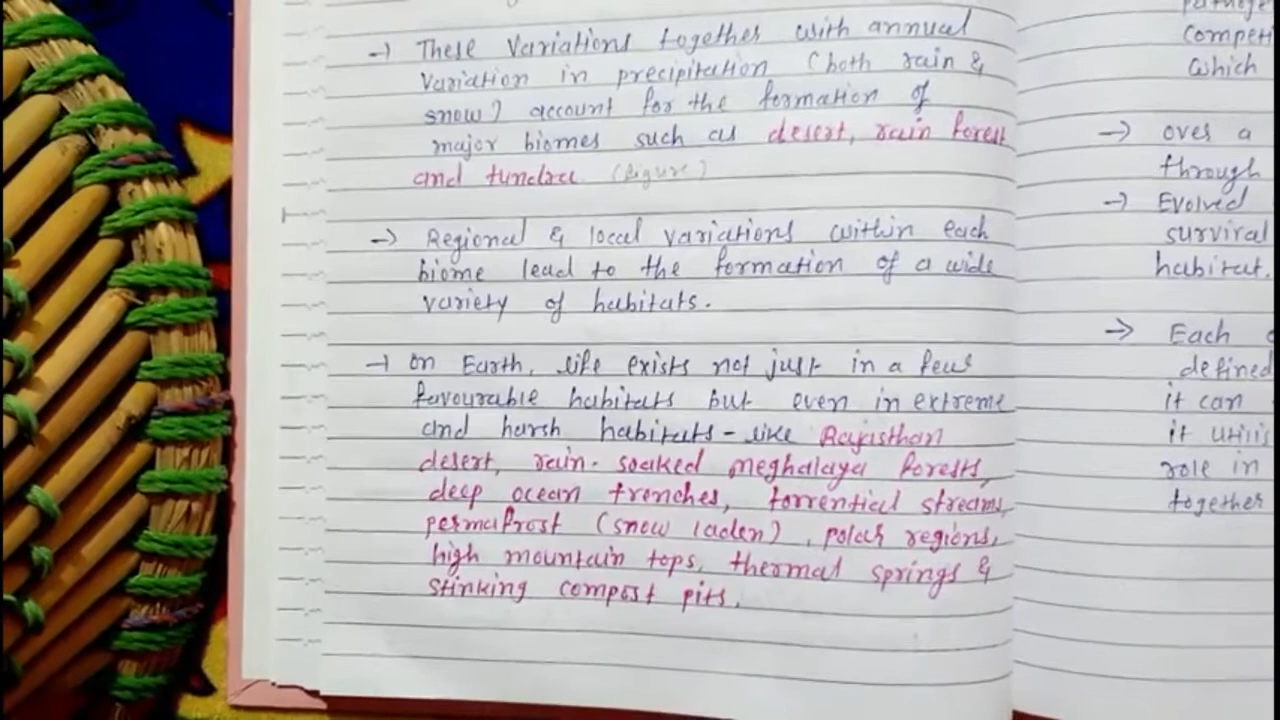 → These variations together with annual
variation in precipitation (both rain &
snow) account for the formation of
major biomes such as desert, rain forest
and tundra (figure)
→ Regional & local variations within each
biome lead to the formation of a wide
variety of habitats.
→ On Earth, life exists not just in a few
favourable habitats but even in extreme
and harsh habitats - like Rajasthan
desert, rain-soaked meghalaya forests,
deep ocean trenches, torrential streams,
permafrost (snow laden), polar regions,
high mountain tops, thermal springs &
stinking compost pits.
competi
which
→ over a
through
→ Evolved
survival
habitat.
→ Each
defined
it can
it utilis
role in
together